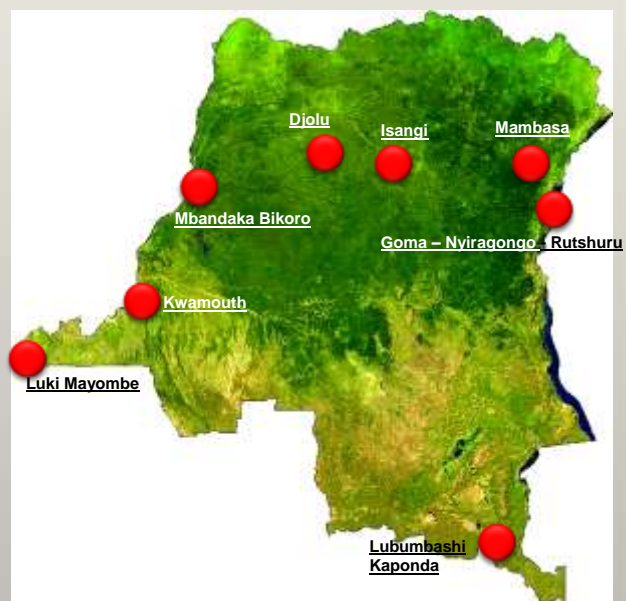 Djolu
Isangi
Mambasa
Mbandaka Bikoro
Goma – Nyiragongo - Rutshuru
Kwamouth
Luki Mayombe
Lubumbashi
Kaponda